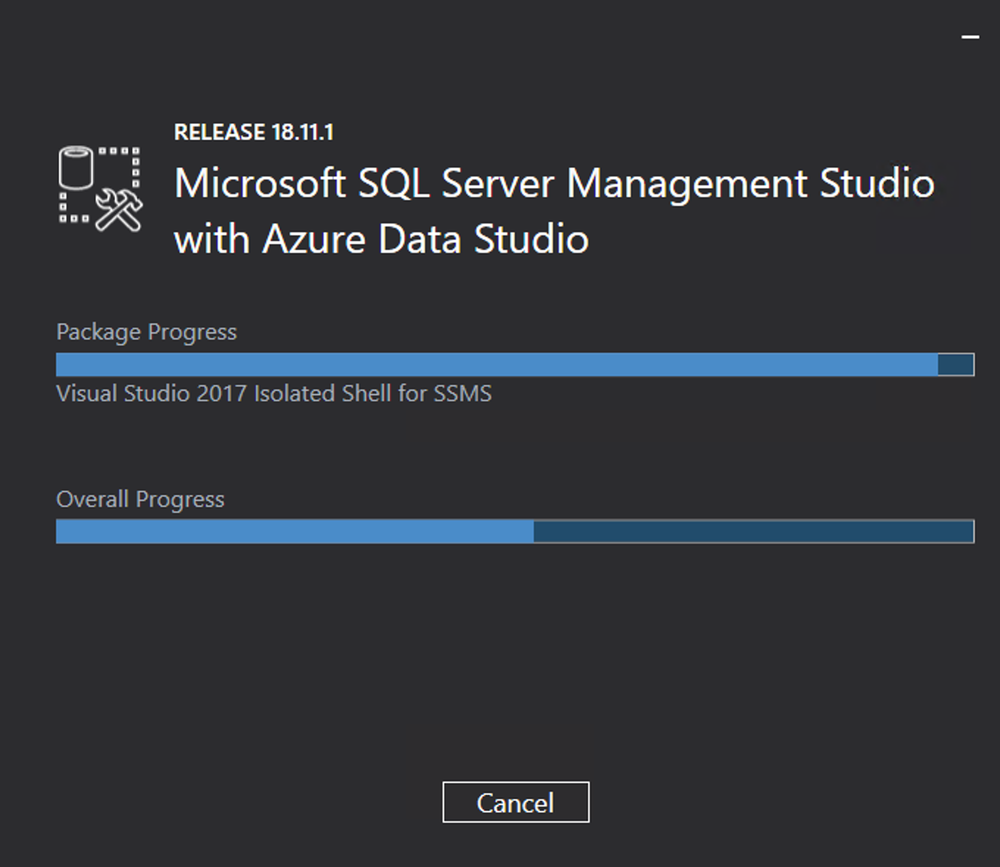 RELEASE 18.11.1
Microsoft SQL Server Management Studio
with Azure Data Studio
Package Progress
Visual Studio 2017 Isolated Shell for SSMS
Overall Progress
Cancel